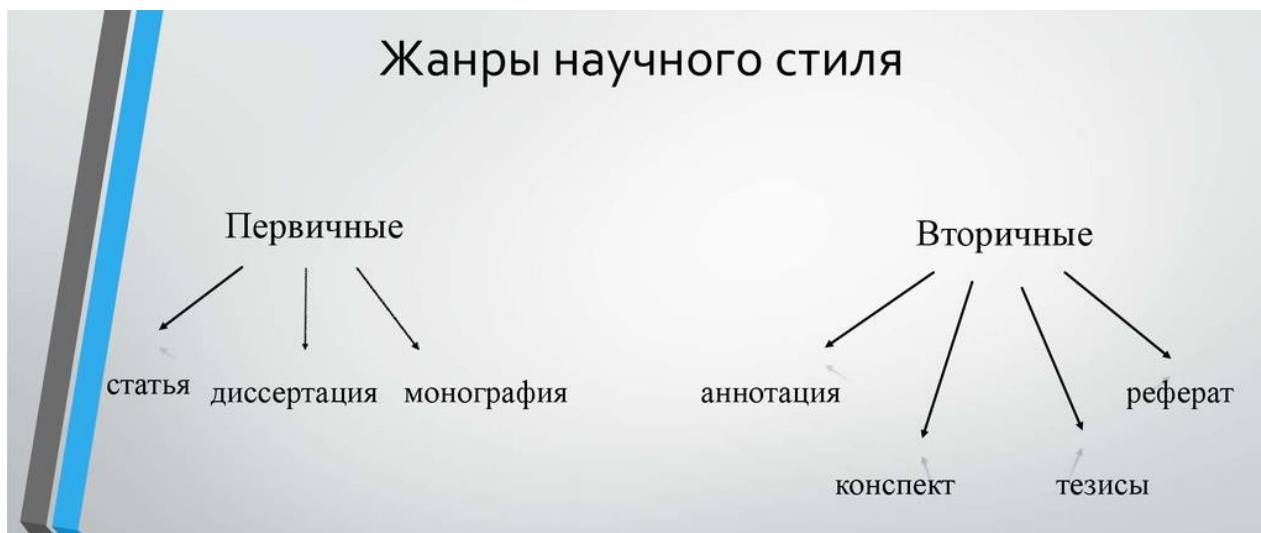 Жанры научного стиля
Первичные
статья
диссертация
монография
Вторичные
аннотация
конспект
тезисы
реферат